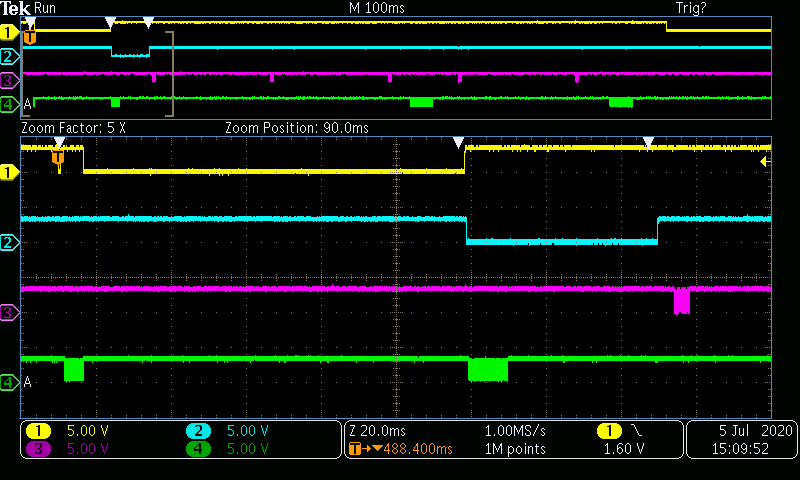 Tek Run M 100ms Trig?
1
T
2
3
4 A
Zoom Factor: 5 X Zoom Position: 90.0ms
T
1
2
3
4 A
1 5.00 V 2 5.00 V Z 20.0ms 1.00MS/s 1 5 Jul 2020
3 5.00 V 4 5.00 V T→▼488.400ms 1M points 1.60 V 15:09:52